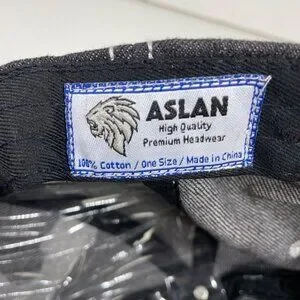 ASLAN
High Quality
Premium Headwear
100% Cotton / One Size / Made in China